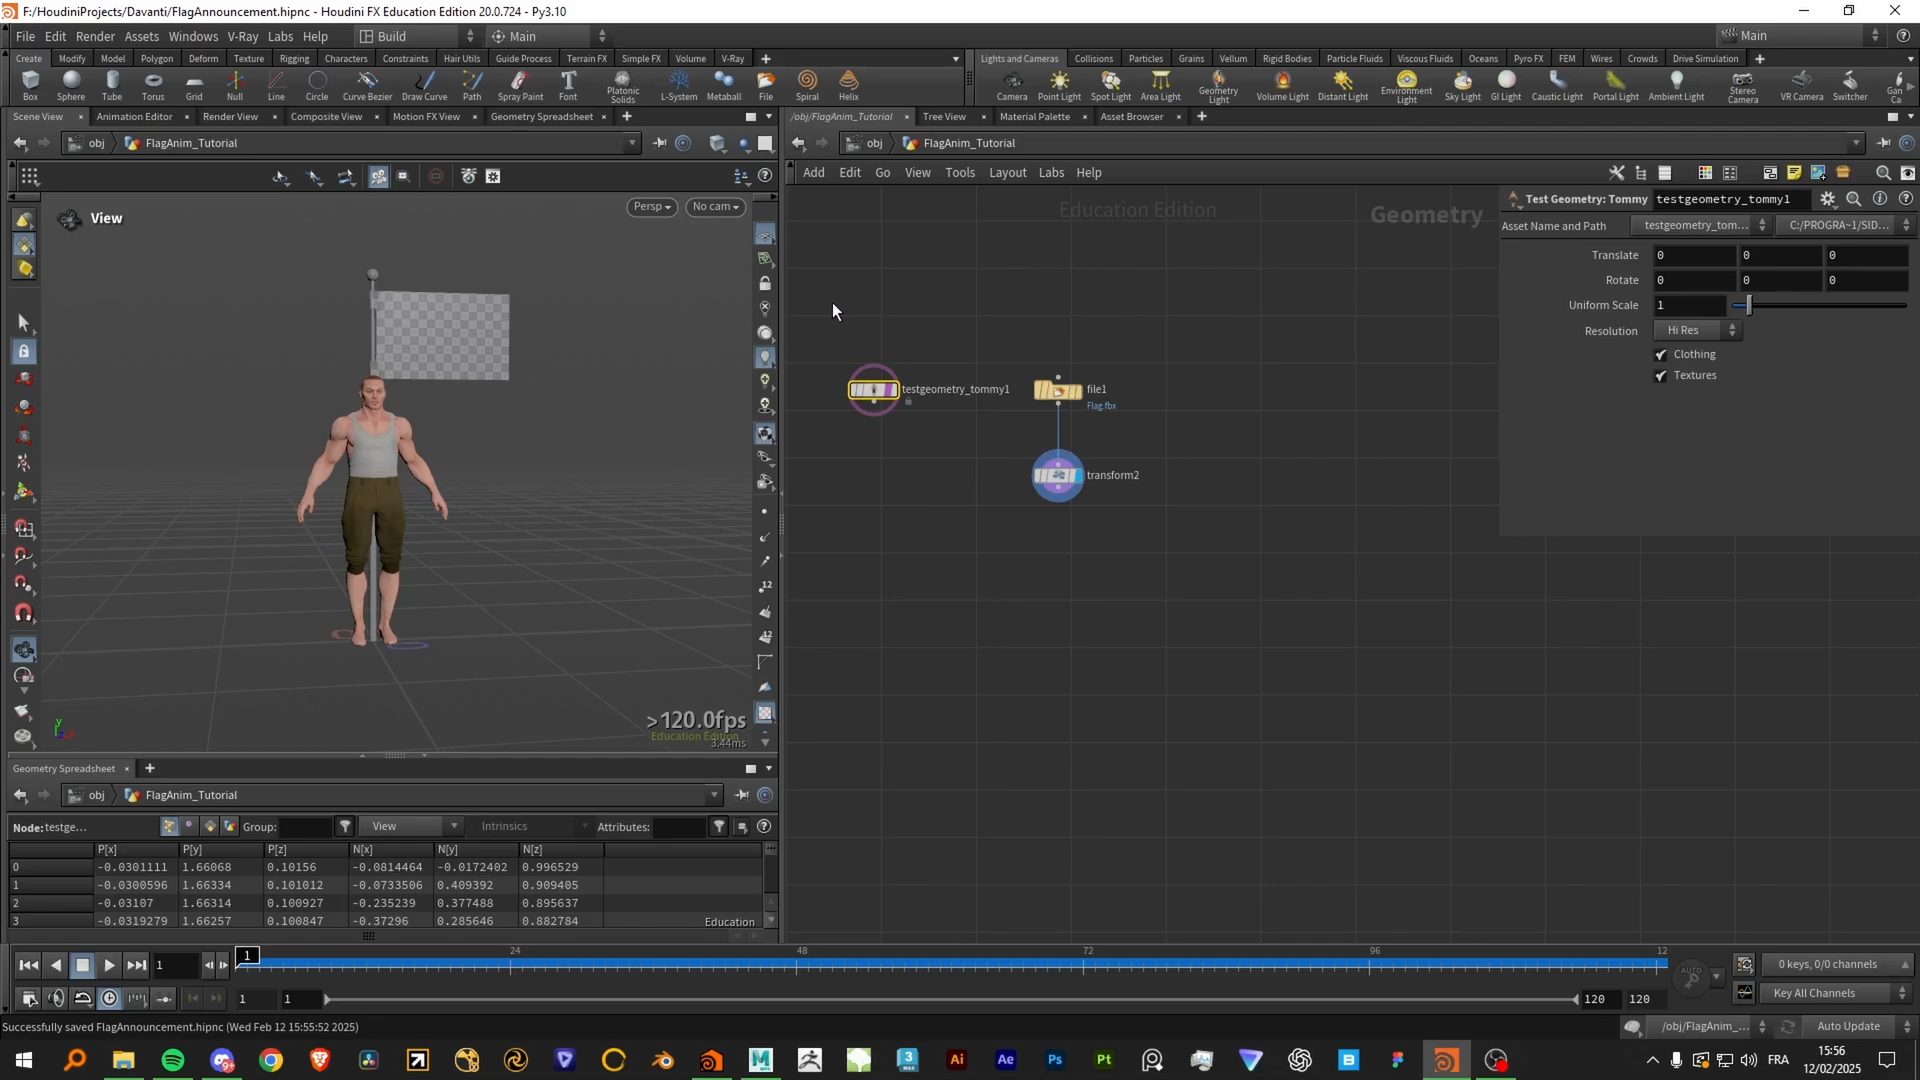 F:/HoudiniProjects/Davanti/FlagAnnouncement.hipnc - Houdini FX Education Edition 20.0.724 - Py3.10
File Edit Render Assets Windows V-Ray Labs Help Build Main Main
Create Modify Model Polygon Deform Texture Rigging Characters Constraints Hair Utils Guide Process Terrain FX Simple FX Volume V-Ray
Lights and Cameras Collisions Particles Grains Vellum Rigid Bodies Particle Fluids Viscous Fluids Oceans Pyro FX FEM Wires Crowds Drive Simulation
Box Sphere Tube Torus Grid Null Line Circle Curve Bezier Draw Curve Path Spray Paint Font Platonic Solids L-System Metaball File Spiral Helix
Camera Point Light Spot Light Area Light Geometry Light Volume Light Distant Light Environment Light Sky Light GI Light Caustic Light Portal Light Ambient Light Stereo Camera VR Camera Switcher Gan Ca
Scene View Animation Editor Render View Composite View Motion FX View Geometry Spreadsheet
/obj/FlagAnim_Tutorial Tree View Material Palette Asset Browser
obj FlagAnim_Tutorial
obj FlagAnim_Tutorial
Add Edit Go View Tools Layout Labs Help
View
Persp No cam
Education Edition
Geometry
Test Geometry: Tommy testgeometry_tommy1
Asset Name and Path testgeometry_tom... C:/PROGRA~1/SID...
Translate 0 0 0
Rotate 0 0 0
Uniform Scale 1
Resolution Hi Res
Clothing
Textures
testgeometry_tommy1
file1
Flag.fbx
transform2
12
12
>120.0fps
Education Edition
3.44ms
y
Geometry Spreadsheet
obj FlagAnim_Tutorial
Node:testge... Group: View Intrinsics Attributes:
P[x] P[y] P[z] N[x] N[y] N[z]
0 -0.0301111 1.66068 0.10156 -0.0814464 -0.0172402 0.996529
1 -0.0300596 1.66334 0.101012 -0.0733506 0.409392 0.909405
2 -0.03107 1.66314 0.100927 -0.235239 0.377488 0.895637
3 -0.0319279 1.66257 0.100847 -0.37296 0.285646 0.882784
Education
1 1 24 48 72 96 12
AUTO
0 keys, 0/0 channels
1 1 120 120
Key All Channels
Successfully saved FlagAnnouncement.hipnc (Wed Feb 12 15:55:52 2025)
/obj/FlagAnim_... Auto Update
9+
3
MAX
Ai Ae Ps Pt
FRA
15:56
12/02/2025